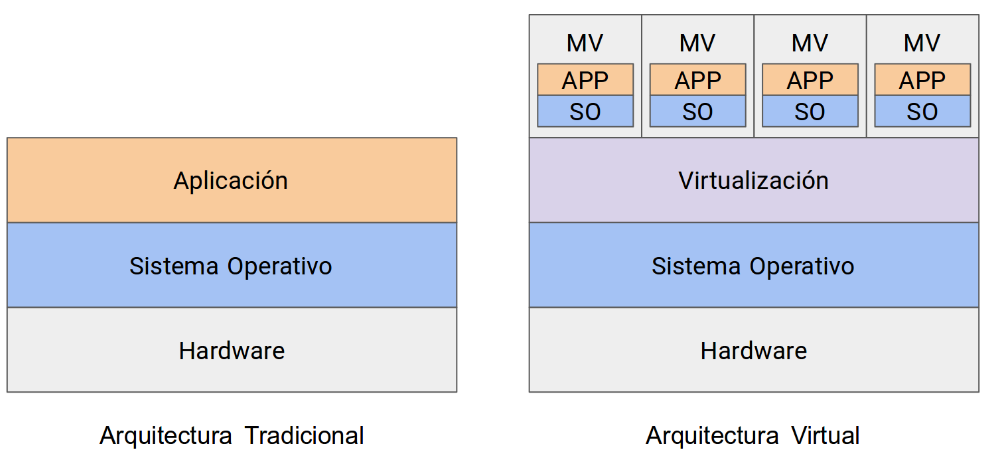 MV MV MV MV
APP APP APP APP
SO SO SO SO
Aplicación
Virtualización
Sistema Operativo
Sistema Operativo
Hardware
Hardware
Arquitectura Tradicional
Arquitectura Virtual